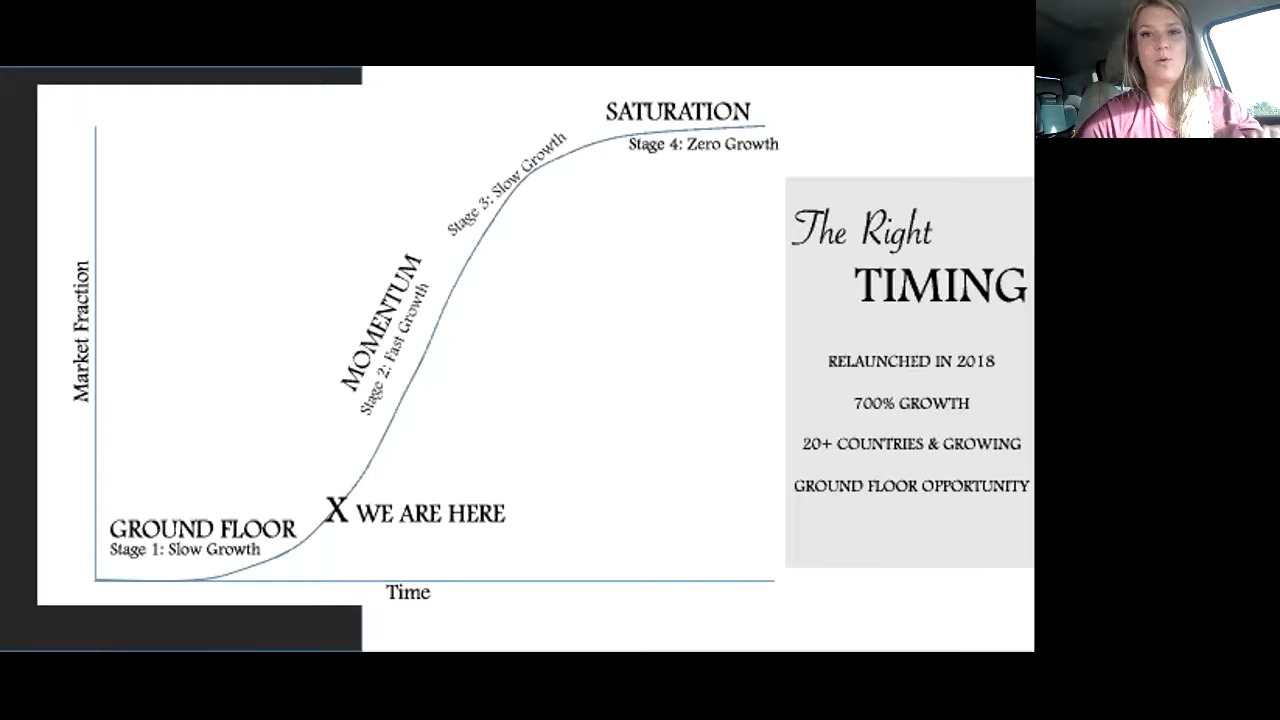 SATURATION
Stage 4: Zero Growth
Stage 3: Slow Growth
MOMENTUM
Stage 2: Fast Growth
Market Fraction
X WE ARE HERE
GROUND FLOOR
Stage 1: Slow Growth
Time
The Right
TIMING
RELAUNCHED IN 2018
700% GROWTH
20+ COUNTRIES & GROWING
GROUND FLOOR OPPORTUNITY